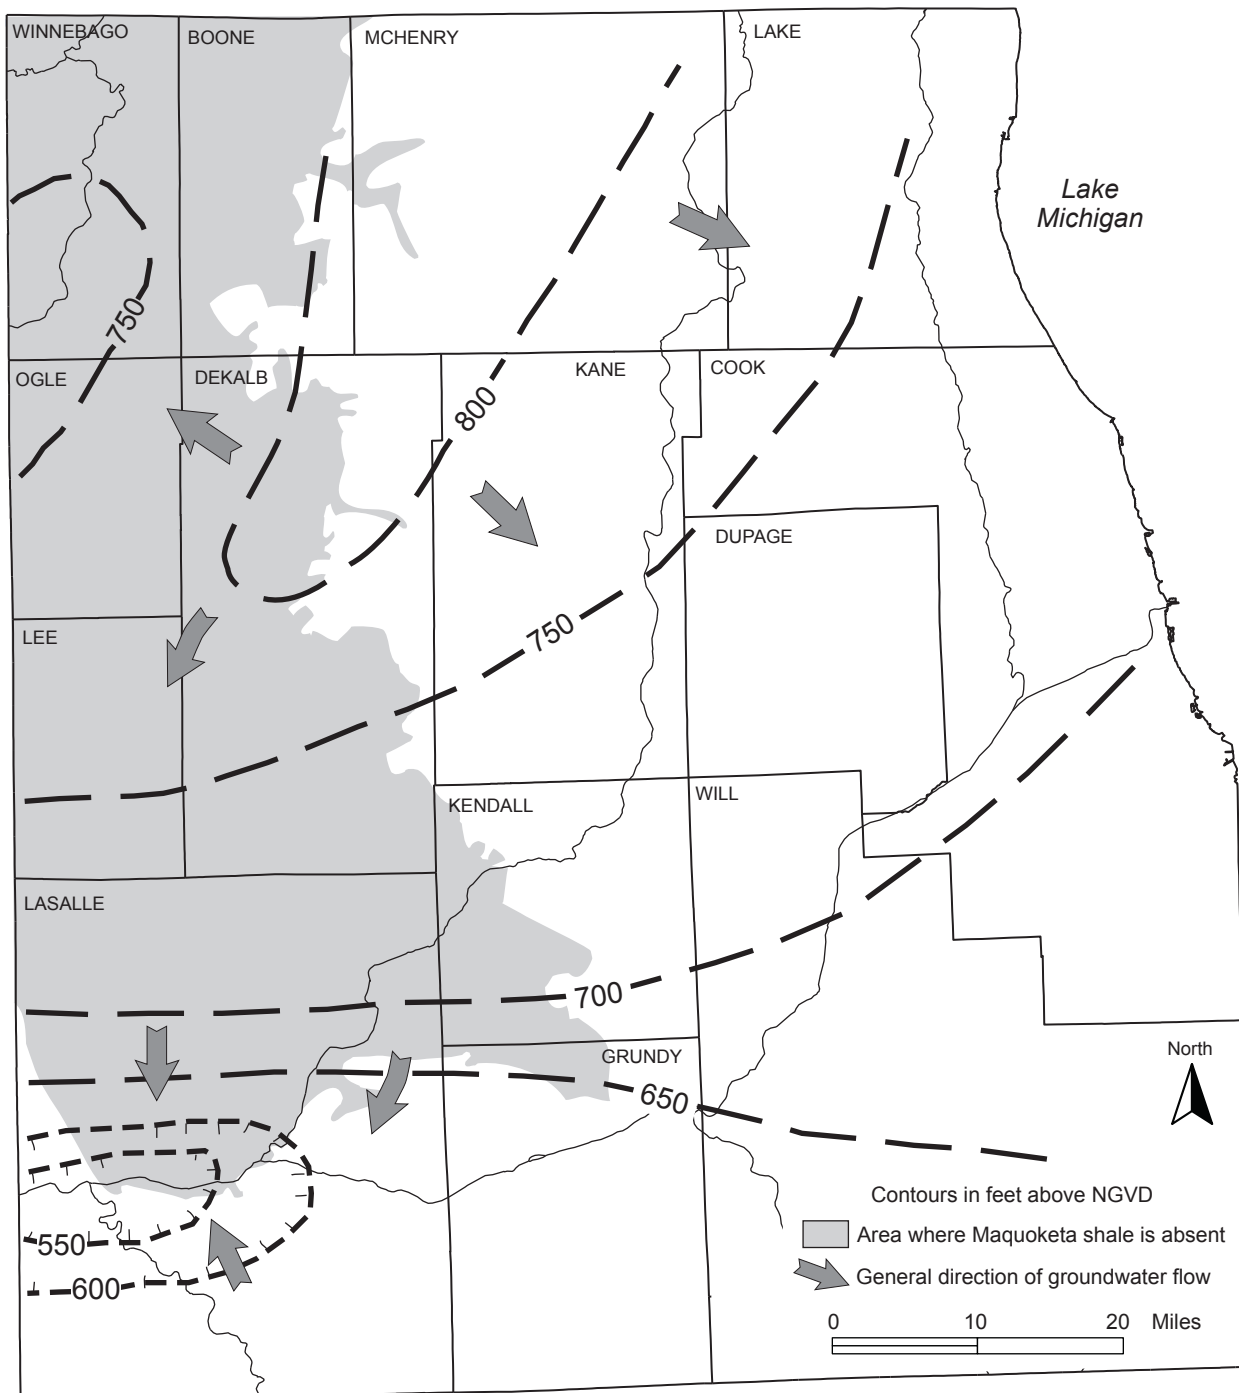 WINNEBAGO
BOONE
MCHENRY
LAKE
Lake
Michigan
750
OGLE
DEKALB
KANE
COOK
800
DUPAGE
LEE
750
KENDALL
WILL
LASALLE
700
GRUNDY
North
650
Contours in feet above NGVD
Area where Maquoketa shale is absent
550
General direction of groundwater flow
600
0 10 20 Miles